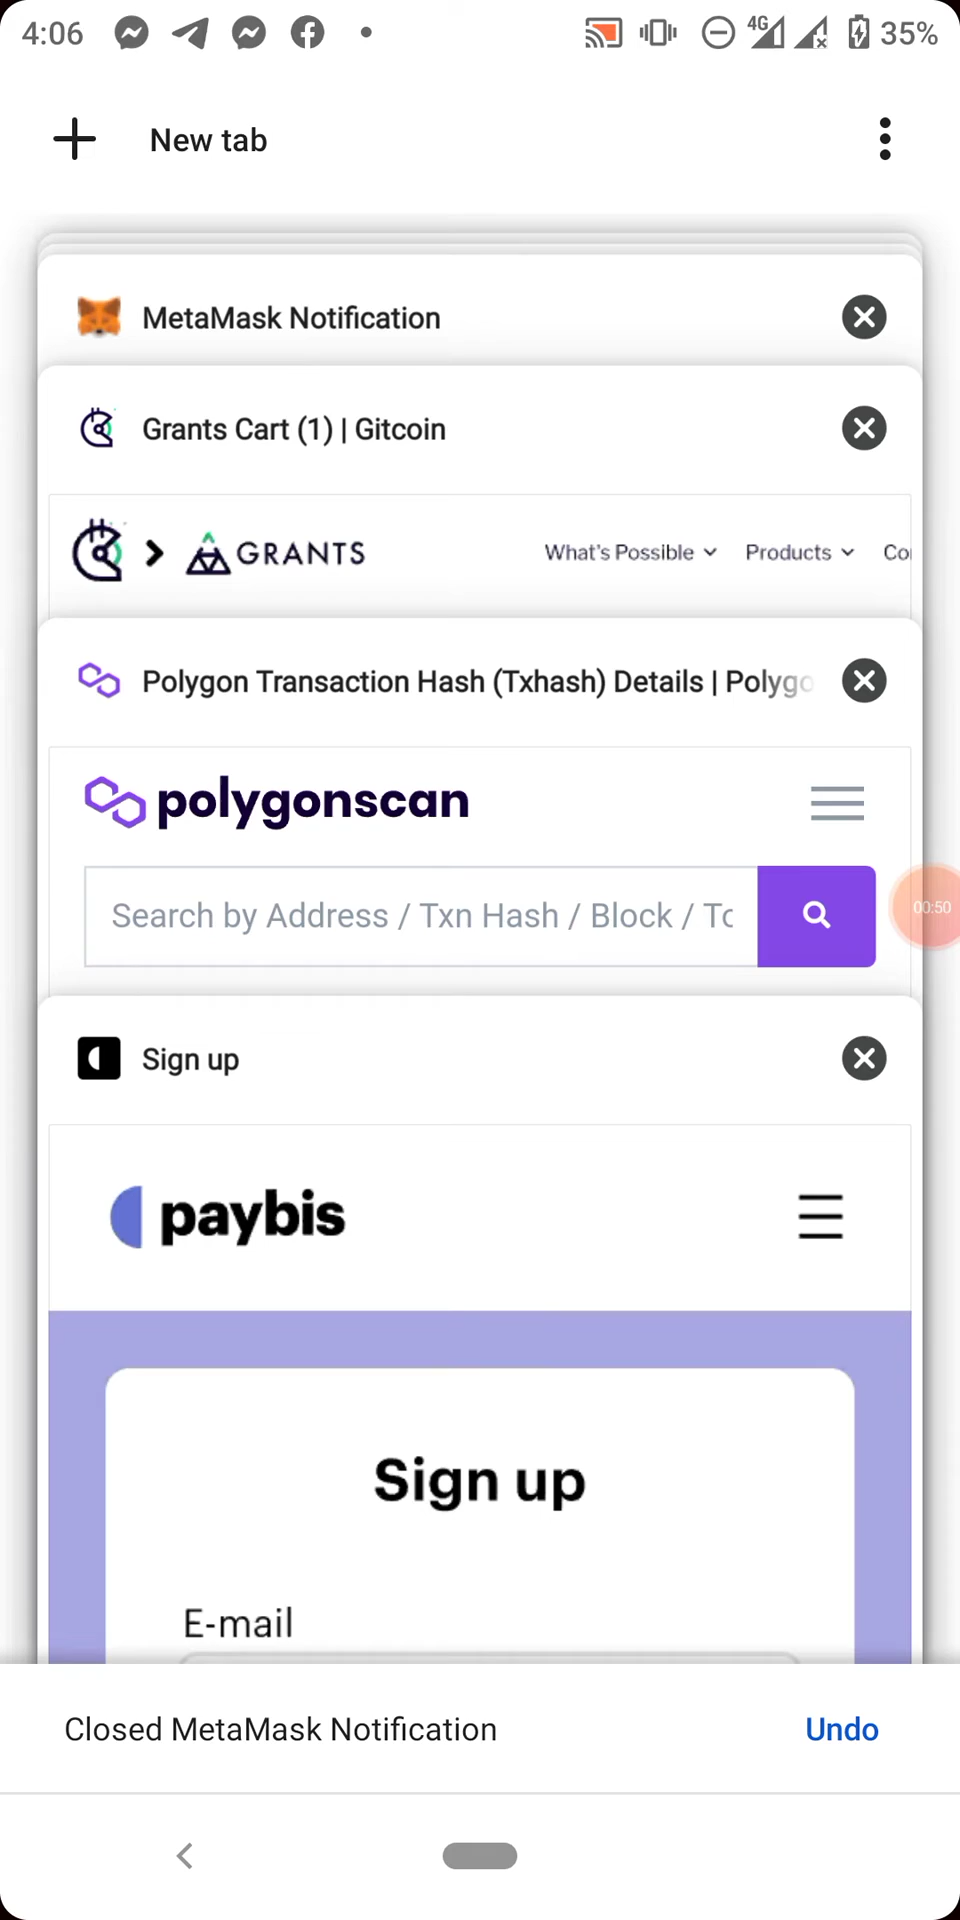 4:06
4G
35%
New tab
MetaMask Notification
Grants Cart (1) | Gitcoin
GRANTS
What's Possible
Products
Polygon Transaction Hash (Txhash) Details | Polygo
polygonscan
Search by Address / Txn Hash / Block / To
00:50
Sign up
paybis
Sign up
E-mail
Closed MetaMask Notification
Undo